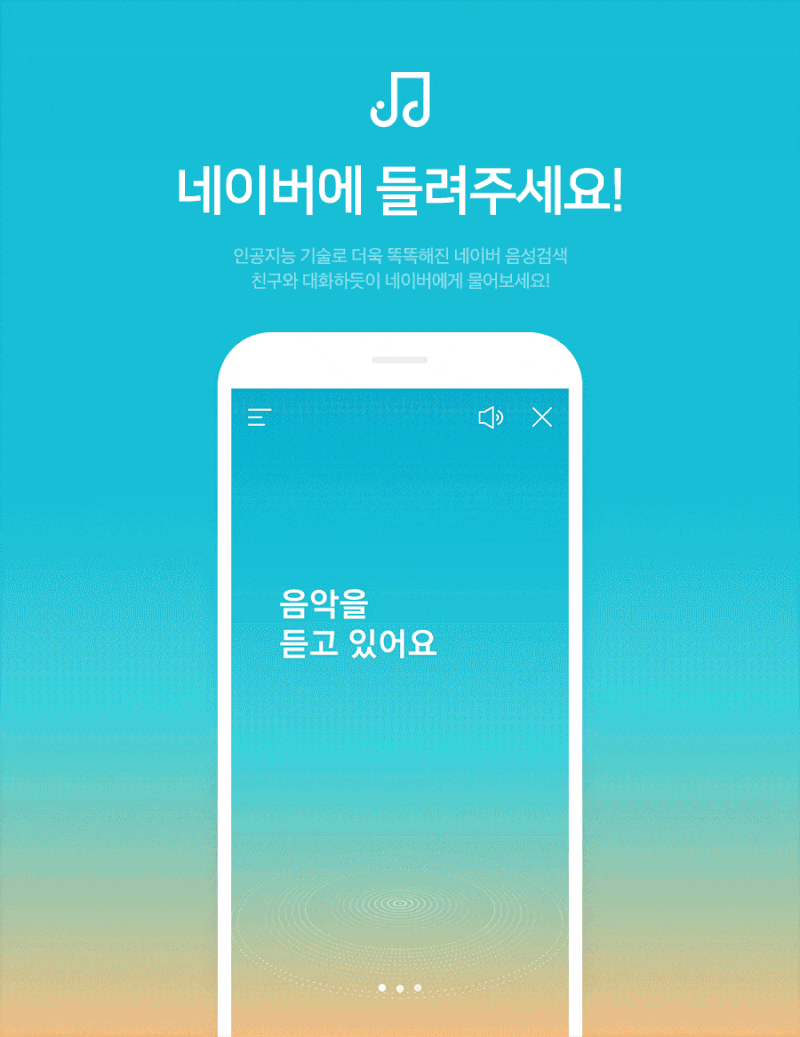 네이버에 들려주세요!
인공지능 기술로 더욱 똑똑해진 네이버 음성검색
친구와 대화하듯이 네이버에게 물어보세요!
음악을
듣고 있어요